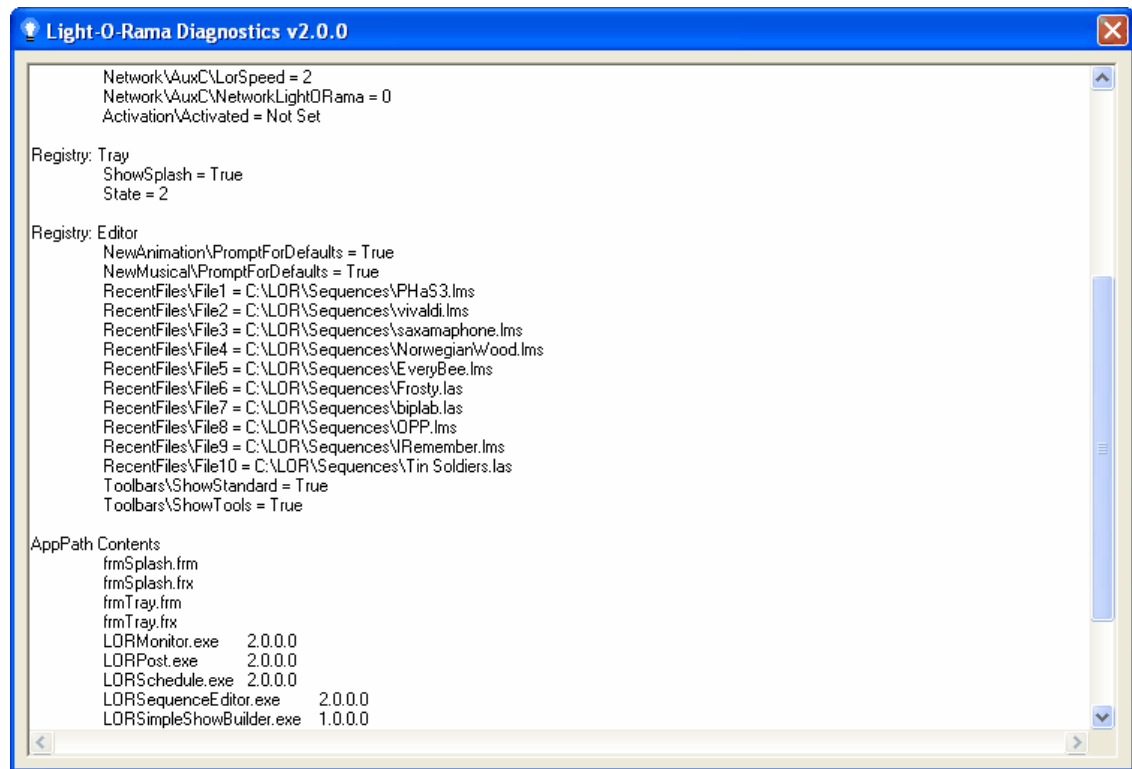 Light-O-Rama Diagnostics v2.0.0
Network\AuxC\LorSpeed = 2
Network\AuxC\NetworkLightORama = 0
Activation\Activated = Not Set
Registry: Tray
ShowSplash = True
State = 2
Registry: Editor
NewAnimation\PromptForDefaults = True
NewMusical\PromptForDefaults = True
RecentFiles\File1 = C:\LOR\Sequences\PHaS3.lms
RecentFiles\File2 = C:\LOR\Sequences\vivaldi.lms
RecentFiles\File3 = C:\LOR\Sequences\saxamaphone.lms
RecentFiles\File4 = C:\LOR\Sequences\NorwegianWood.lms
RecentFiles\File5 = C:\LOR\Sequences\EveryBee.lms
RecentFiles\File6 = C:\LOR\Sequences\Frosty.las
RecentFiles\File7 = C:\LOR\Sequences\biplab.las
RecentFiles\File8 = C:\LOR\Sequences\OPP.lms
RecentFiles\File9 = C:\LOR\Sequences\IRemember.lms
RecentFiles\File10 = C:\LOR\Sequences\Tin Soldiers.las
Toolbars\ShowStandard = True
Toolbars\ShowTools = True
AppPath Contents
frmSplash.frm
frmSplash.frx
frmTray.frm
frmTray.frx
LORMonitor.exe 2.0.0.0
LORPost.exe 2.0.0.0
LORSchedule.exe 2.0.0.0
LORSequenceEditor.exe 2.0.0.0
LORSimpleShowBuilder.exe 1.0.0.0